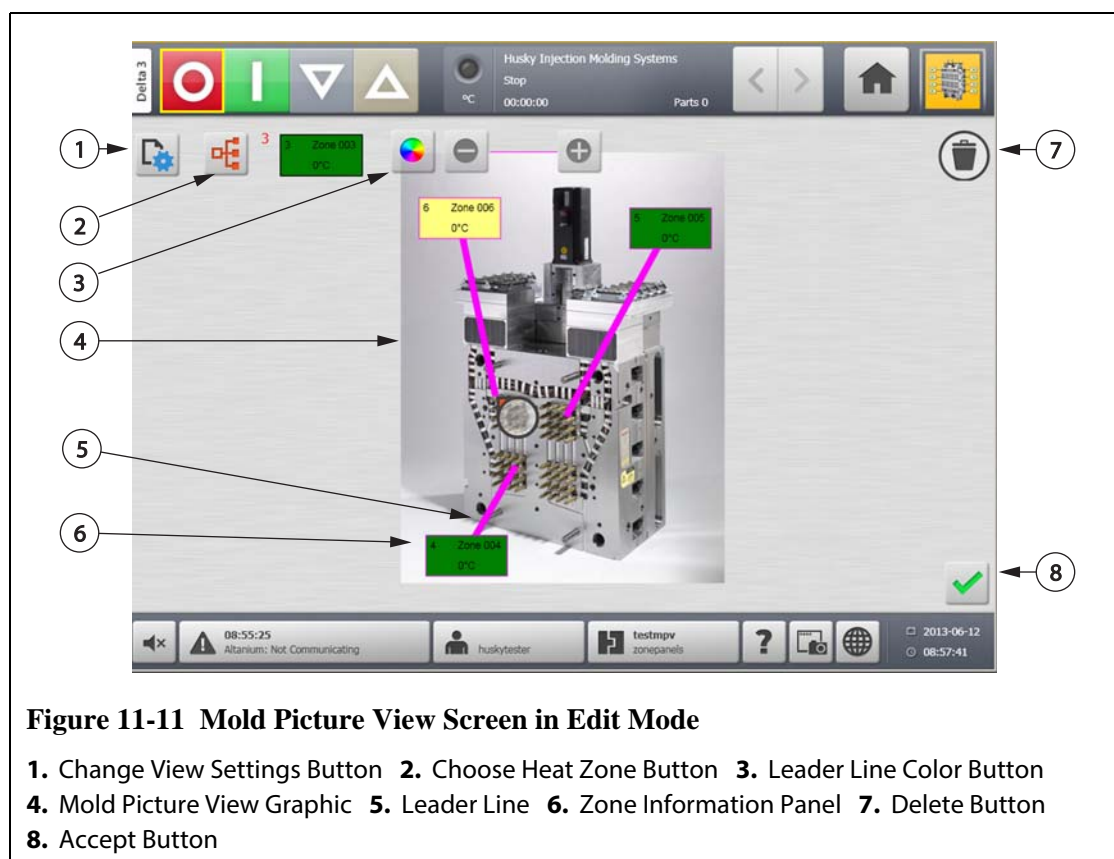 Delta 3
Husky Injection Molding Systems
Stop
°C
00:00:00
Parts 0
1
3
3 Zone 003
0°C
7
2
6 Zone 006
0°C
5 Zone 005
0°C
3
4
5
6
4 Zone 004
0°C
8
08:55:25
Altanium: Not Communicating
huskytester
testmpv
zonepanels
?
2013-06-12
08:57:41
Figure 11-11 Mold Picture View Screen in Edit Mode
1. Change View Settings Button 2. Choose Heat Zone Button 3. Leader Line Color Button
4. Mold Picture View Graphic 5. Leader Line 6. Zone Information Panel 7. Delete Button
8. Accept Button